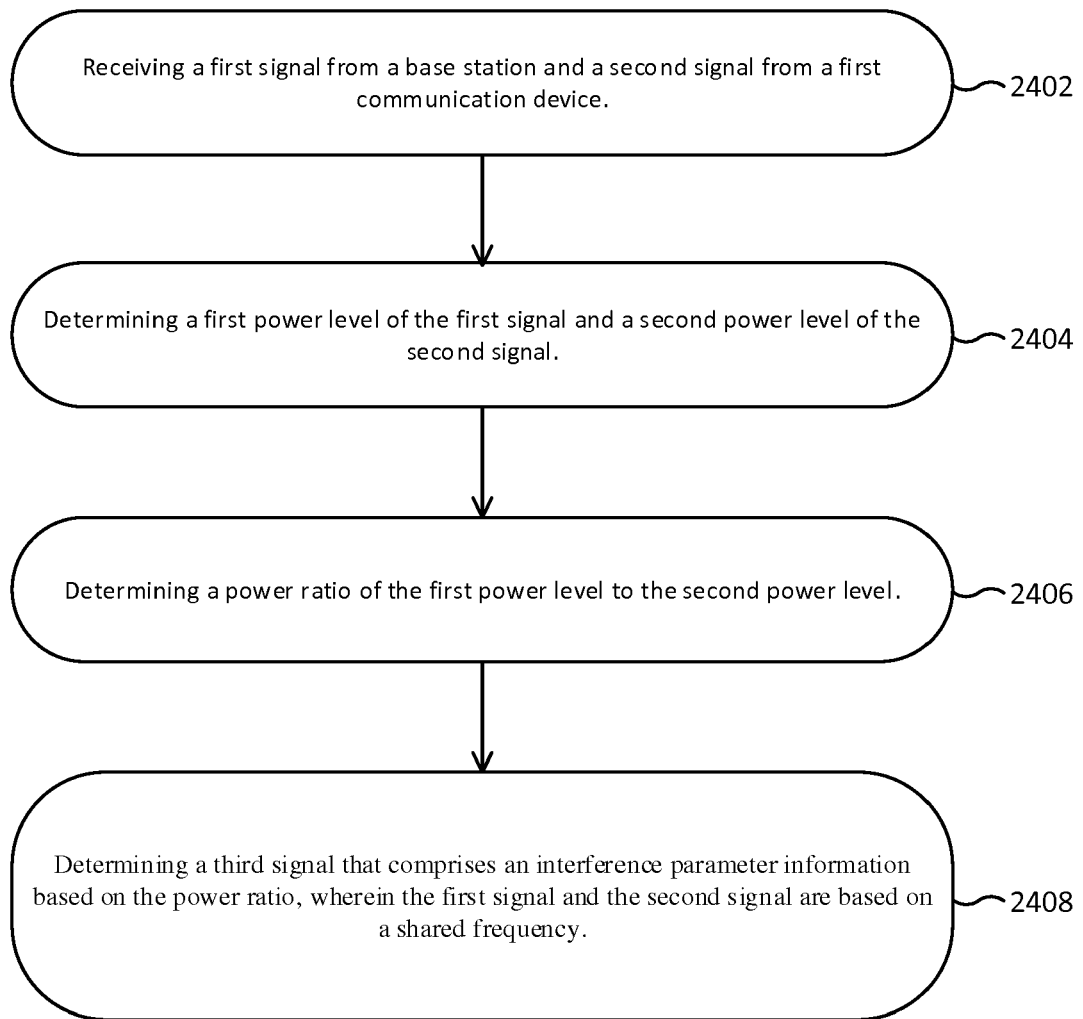 Receiving a first signal from a base station and a second signal from a first
communication device.
2402
Determining a first power level of the first signal and a second power level of the
second signal.
2404
Determining a power ratio of the first power level to the second power level.
2406
Determining a third signal that comprises an interference parameter information
based on the power ratio, wherein the first signal and the second signal are based on
a shared frequency.
2408